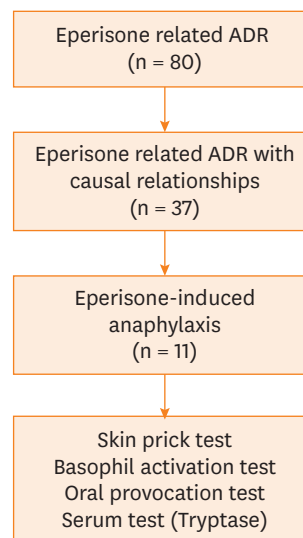 Eperisone related ADR
(n = 80)
Eperisone related ADR with
causal relationships
(n = 37)
Eperisone-induced
anaphylaxis
(n = 11)
Skin prick test
Basophil activation test
Oral provocation test
Serum test (Tryptase)